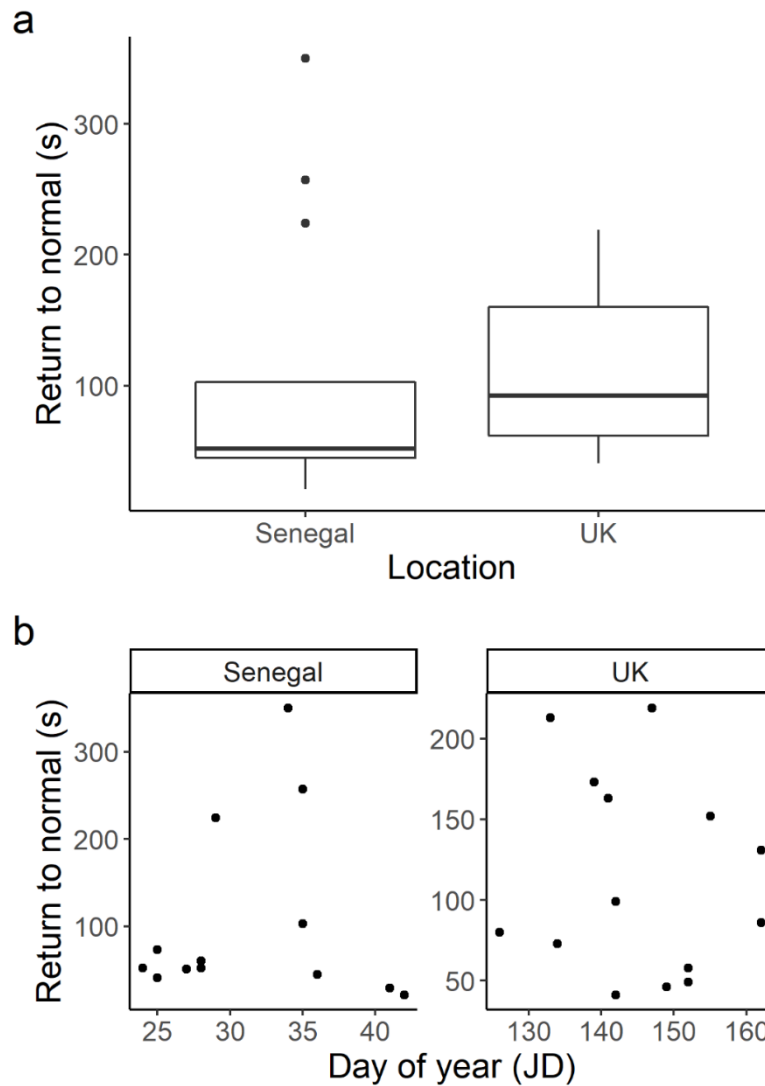 a
Return to normal (s)
300
200
100
Senegal UK
Location
b
Senegal UK
Return to normal (s)
300
200
100
200
150
100
50
25 30 35 40 130 140 150 160
Day of year (JD)